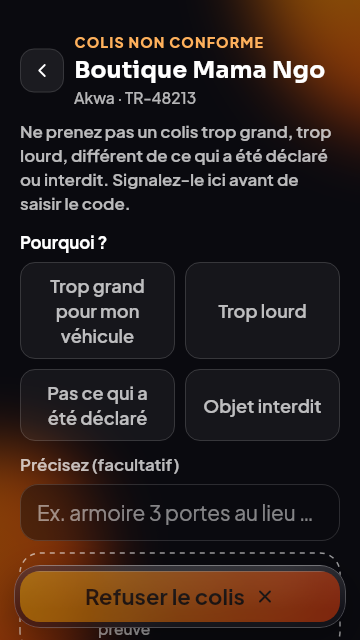 COLIS NON CONFORME
Boutique Mama Ngo
Akwa · TR-48213
Ne prenez pas un colis trop grand, trop
lourd, différent de ce qui a été déclaré
ou interdit. Signalez-le ici avant de
saisir le code.
Pourquoi ?
Trop grand
pour mon
véhicule
Trop lourd
Pas ce qui a
été déclaré
Objet interdit
Précisez (facultatif)
Ex. armoire 3 portes au lieu ...
Refuser le colis ×
preuve